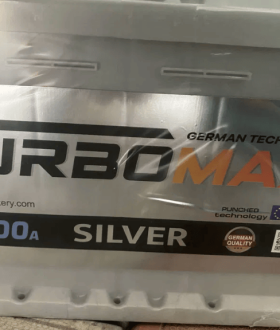 GERMAN TECH
URBOMA
PUNCHED
technology
ery.com
00A
SILVER
GERMAN
QUALITY